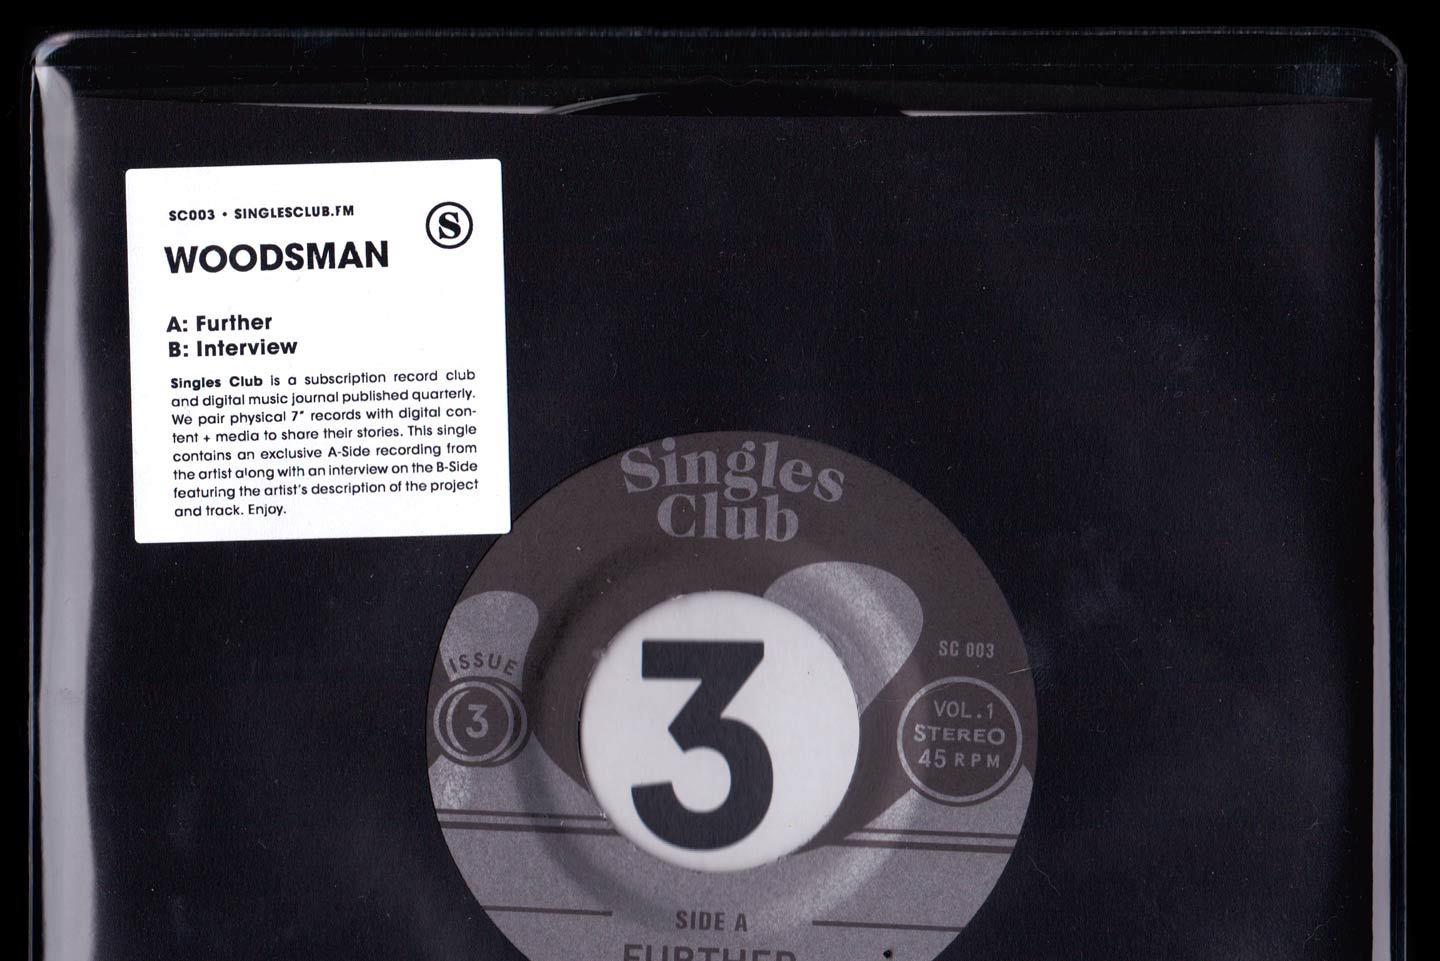 SC003 • SINGLESCLUB.FM
S
WOODSMAN
A: Further
B: Interview
Singles Club is a subscription record club
and digital music journal published quarterly.
We pair physical 7" records with digital con-
tent + media to share their stories. This single
contains an exclusive A-Side recording from
the artist along with an interview on the B-Side
featuring the artist's description of the project
and track. Enjoy.
Singles
Club
ISSUE
3
3
SC 003
VOL.1
STEREO
45 RPM
SIDE A
FURTHER